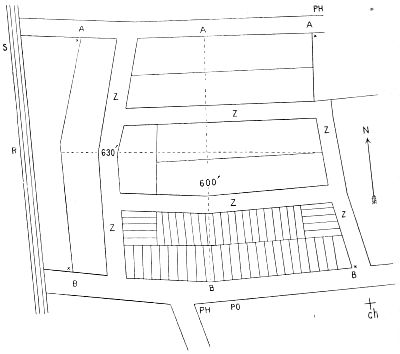 PH
A A A
S
Z
Z Z
N
B 630'
600'
Z
Z Z
B B B
PH PO
ch